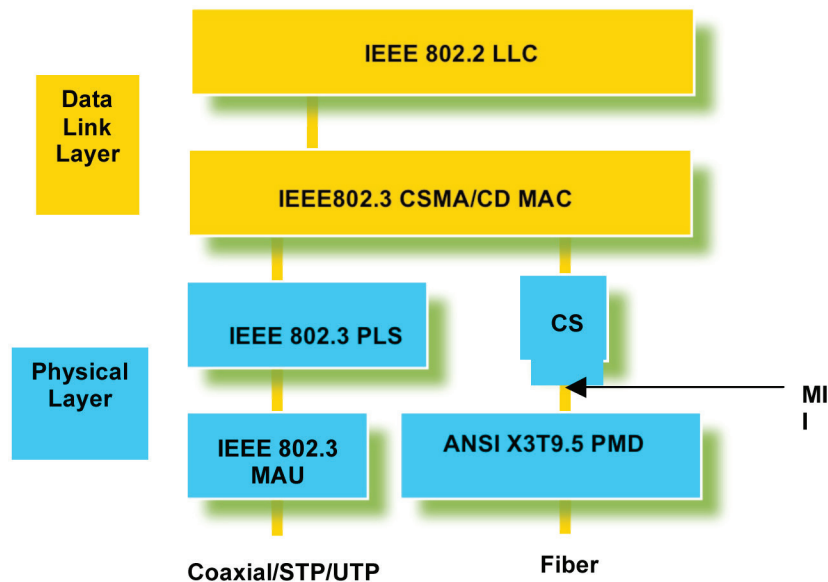 IEEE 802.2 LLC
Data
Link
Layer
IEEE802.3 CSMA/CD MAC
IEEE 802.3 PLS
CS
Physical
Layer
MI
I
IEEE 802.3
MAU
ANSI X3T9.5 PMD
Coaxial/STP/UTP
Fiber